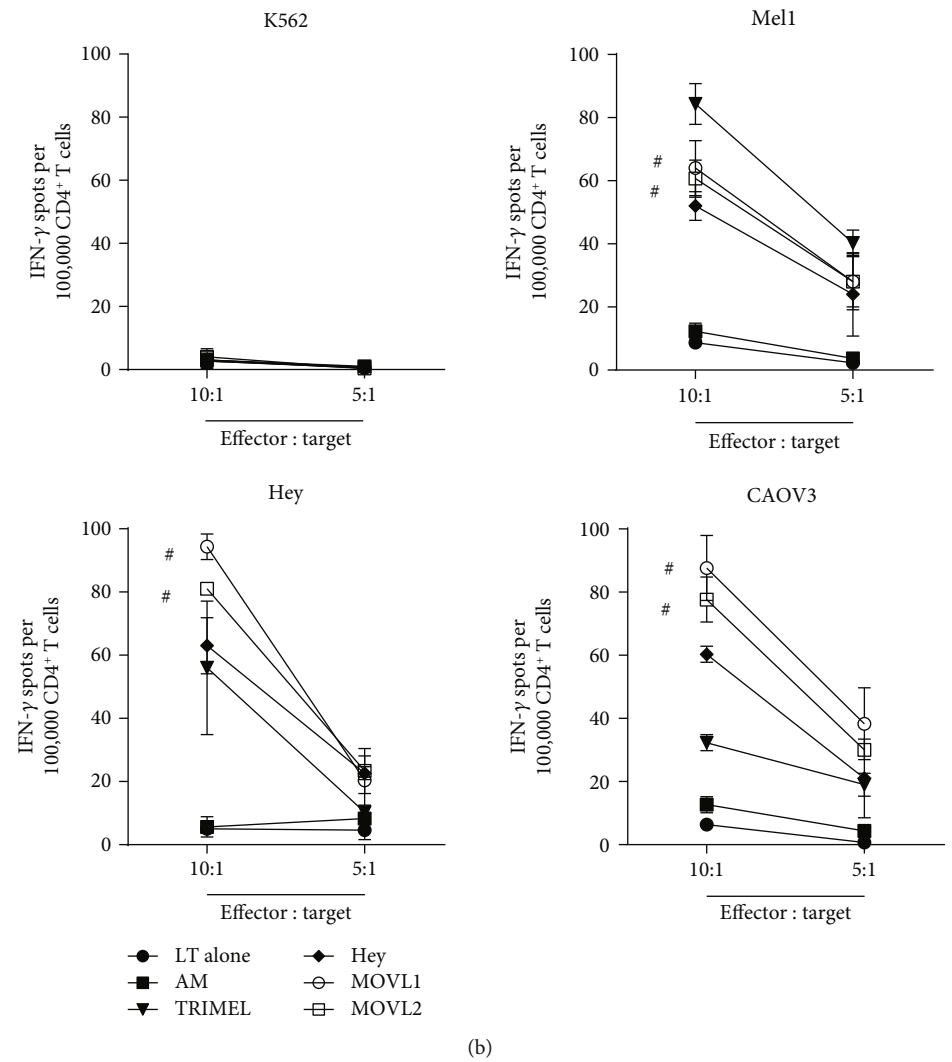 K562
IFN-γ spots per
100,000 CD4⁺ T cells
100
80
60
40
20
0
10:1
5:1
Effector : target
Mel1
IFN-γ spots per
100,000 CD4⁺ T cells
100
80
60
40
20
0
#
#
10:1
5:1
Effector : target
Hey
IFN-γ spots per
100,000 CD4⁺ T cells
100
80
60
40
20
0
#
#
10:1
5:1
Effector : target
CAOV3
IFN-γ spots per
100,000 CD4⁺ T cells
100
80
60
40
20
0
#
#
10:1
5:1
Effector : target
LT alone
AM
TRIMEL
Hey
MOVL1
MOVL2
(b)